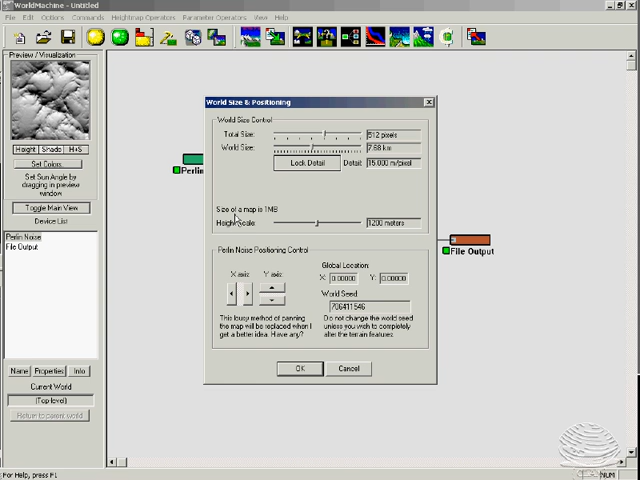 WorldMachine - Untitled
File Edit Options Commands Heightmap Operators Parameter Operators View Help
Preview / Visualization
Height Shade H+S
Set Colors...
Set Sun Angle by
dragging in preview
window
Toggle Main View
Device List
Perlin Noise
File Output
Name Properties Info
Current World
(Top level)
Return to parent world
Perlin
File Output
World Size & Positioning
World Size Control
Total Size: 512 pixels
World Size: 7.68 km
Lock Detail Detail: 15.000 m/pixel
Size of a map is 1MB
Height Scale: 1200 meters
Perlin Noise Positioning Control
X axis: Y axis:
Global Location:
X: 0.00000 Y: 0.00000
World Seed
706411546
This lousy method of panning
the map will be replaced when I
get a better idea. Have any?
Do not change the world seed
unless you wish to completely
alter the terrain features.
OK Cancel
For Help, press F1
NUM